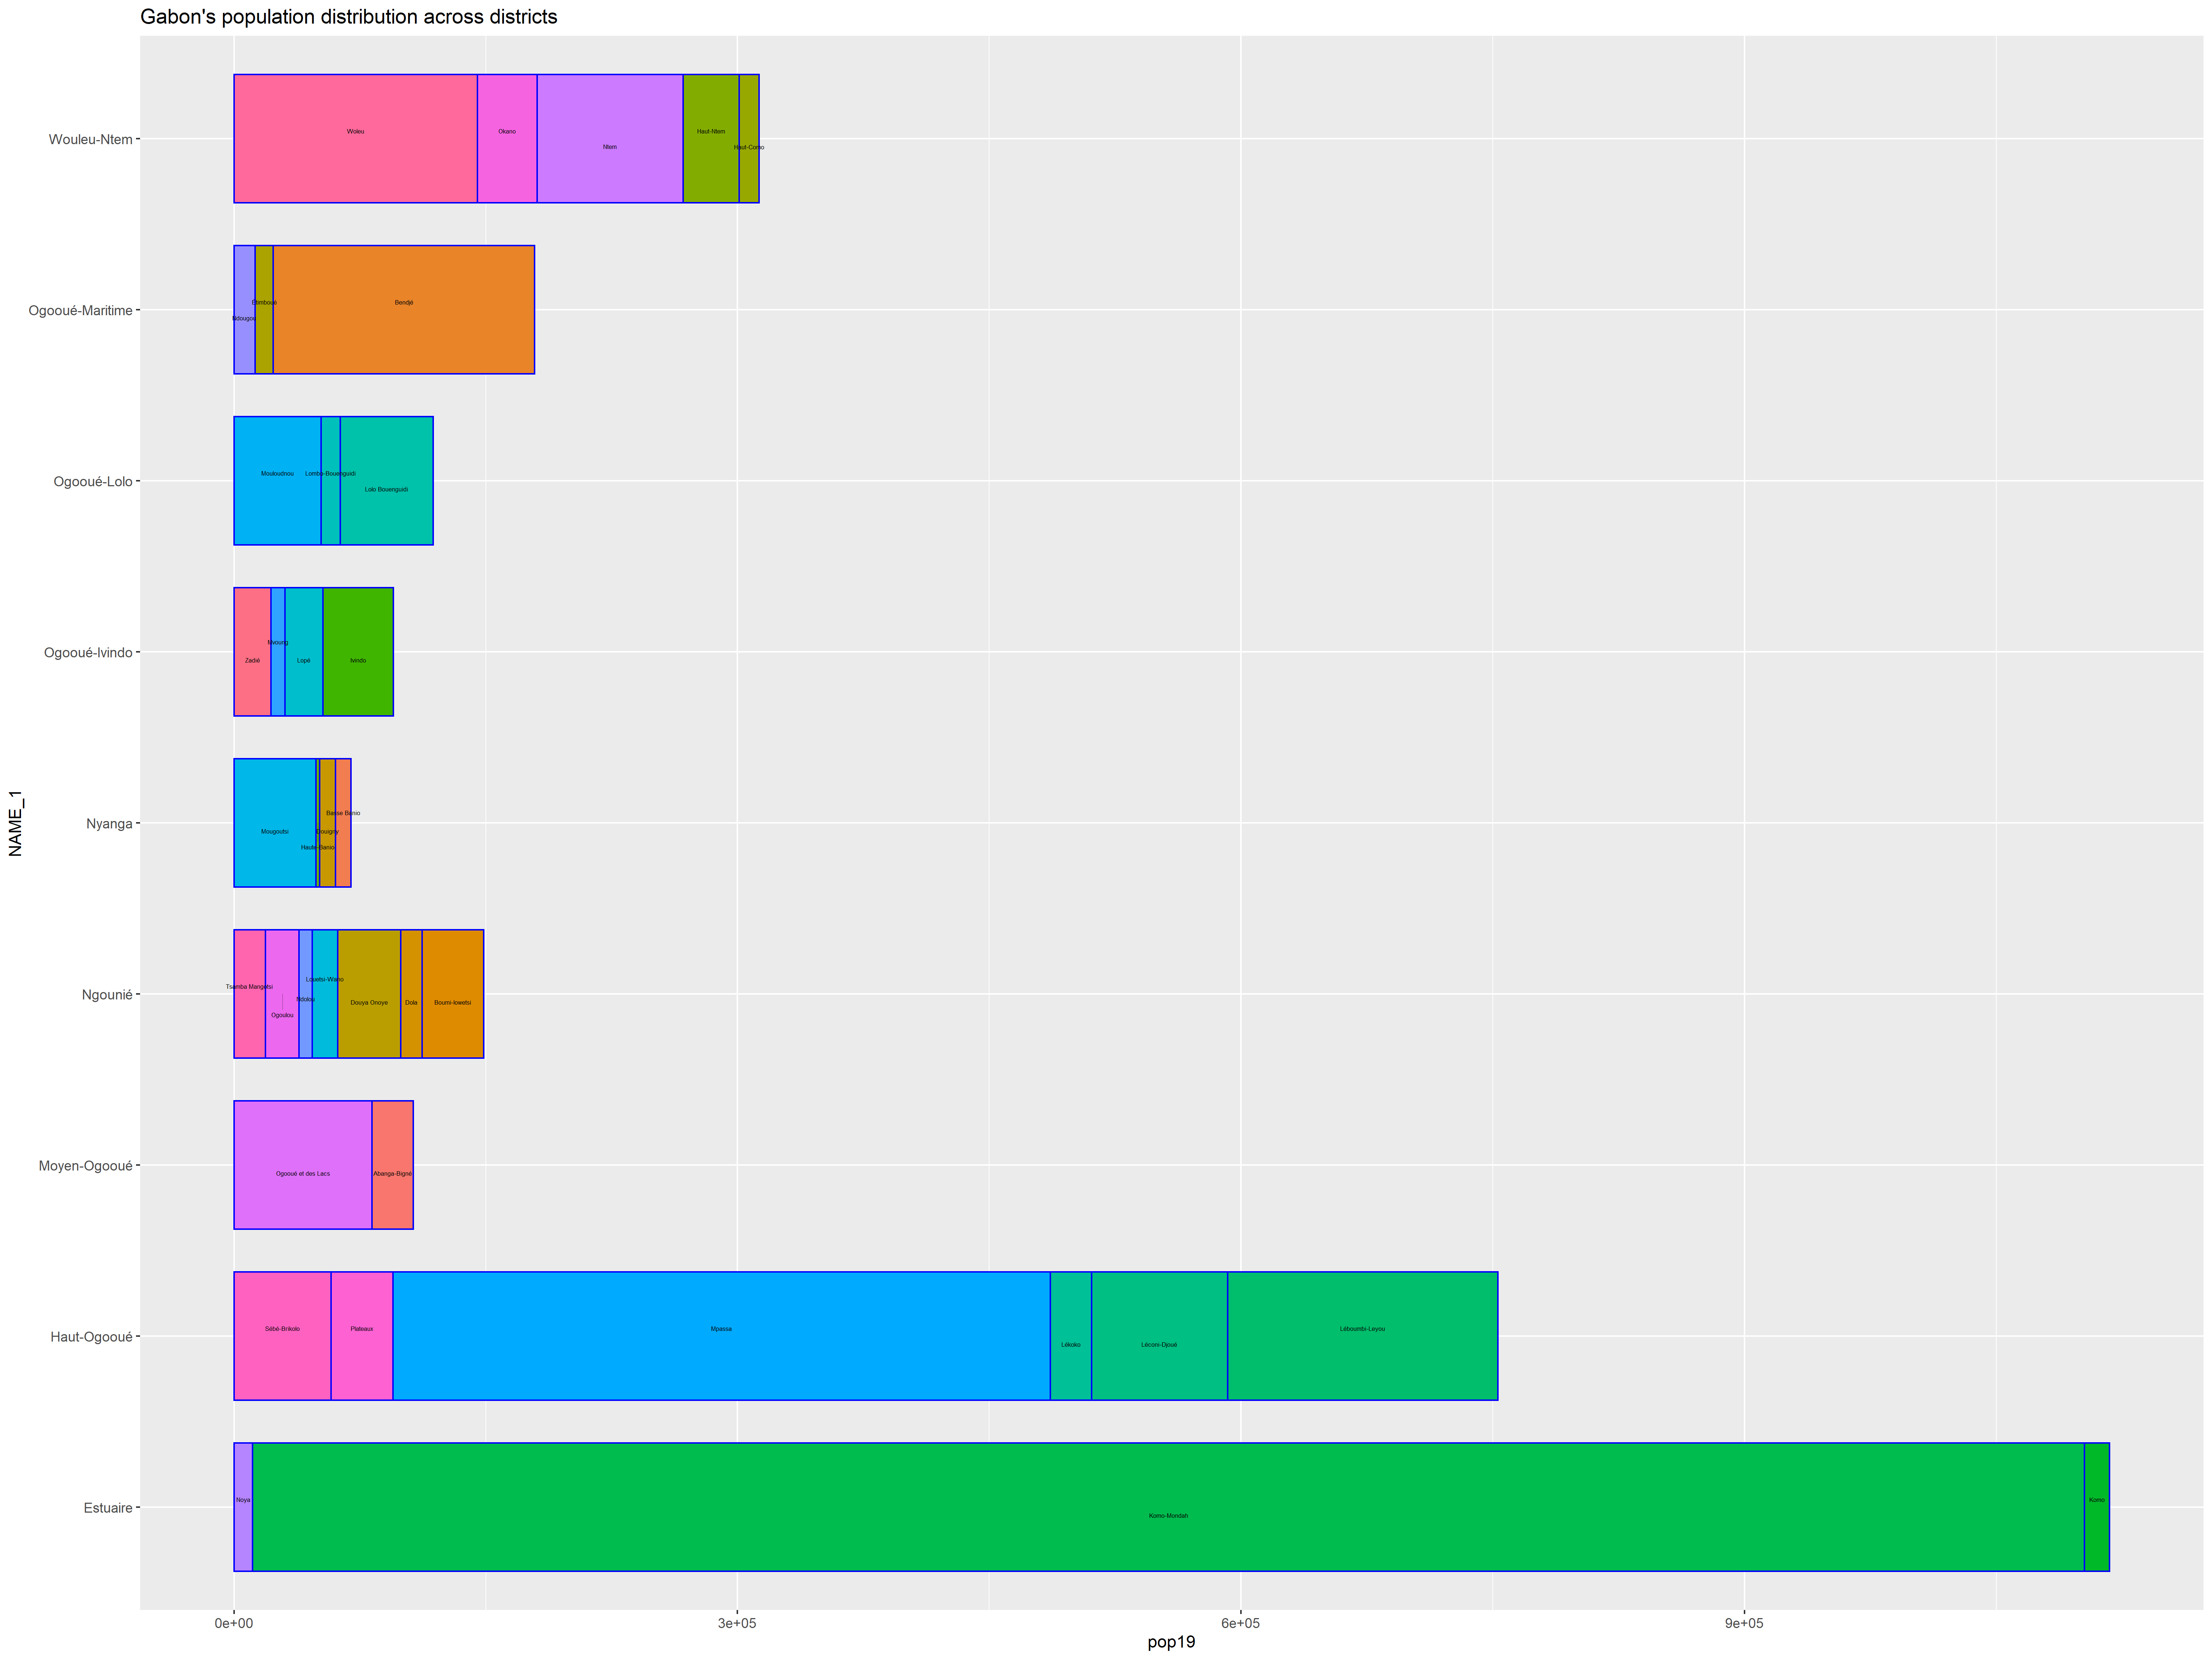 Gabon's population distribution across districts
NAME_1
Wouleu-Ntem
Woleu
Okano
Ntem
Haut-Ntem
Haut-Como
Ogooué-Maritime
Ndougou
Étimboué
Bendjé
Ogooué-Lolo
Mouloudnou
Lombo-Bouenguidi
Lolo Bouenguidi
Ogooué-Ivindo
Zadié
Mvoung
Lopé
Ivindo
Nyanga
Mougoutsi
Haute-Banio
Douigny
Basse Banio
Ngounié
Tsamba Mangotsi
Ogoulou
Ndolou
Louetsi-Wano
Douya Onoye
Dola
Boumi-lowetsi
Moyen-Ogooué
Ogooué et des Lacs
Abanga-Bigné
Haut-Ogooué
Sébé-Brikolo
Plateaux
Mpassa
Lékoko
Léconi-Djoué
Léboumbi-Leyou
Estuaire
Noya
Komo-Mondah
Komo
0e+00
3e+05
6e+05
9e+05
pop19